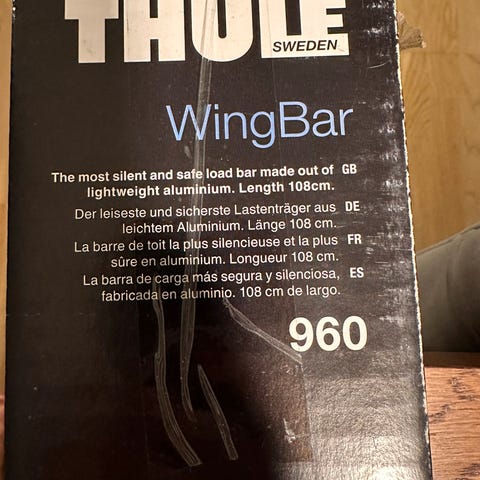 THULE
SWEDEN
WingBar
The most silent and safe load bar made out of GB
lightweight aluminium. Length 108cm.
Der leiseste und sicherste Lastenträger aus DE
leichtem Aluminium. Länge 108 cm.
La barre de toit la plus silencieuse et la plus FR
sûre en aluminium. Longueur 108 cm.
La barra de carga más segura y silenciosa, ES
fabricada en aluminio. 108 cm de largo.
960